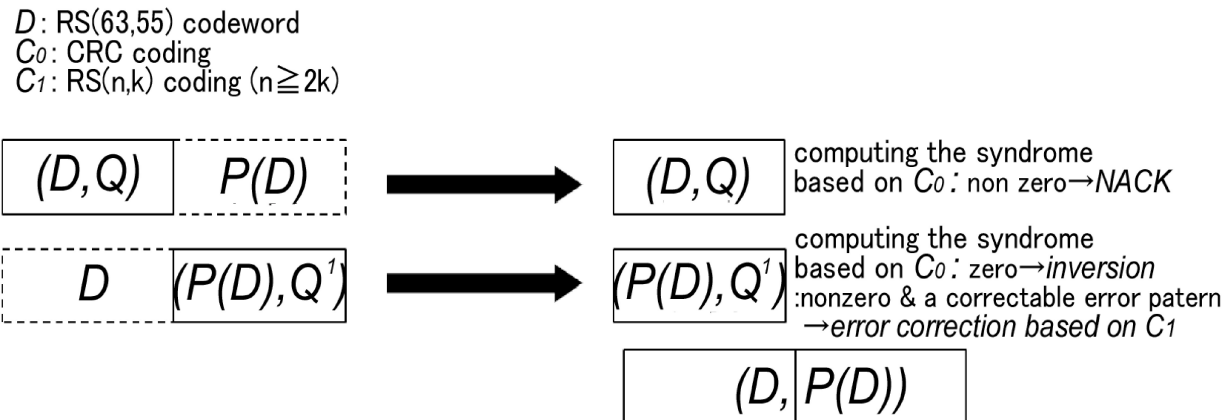 D: RS(63,55) codeword
C0: CRC coding
C1: RS(n,k) coding (n≧2k)
(D,Q) P(D) (D,Q) computing the syndrome
based on C0: non zero→NACK
computing the syndrome
D (P(D),Q¹) (P(D),Q¹) based on C0: zero→inversion
:nonzero & a correctable error patern
→error correction based on C1
(D, P(D))